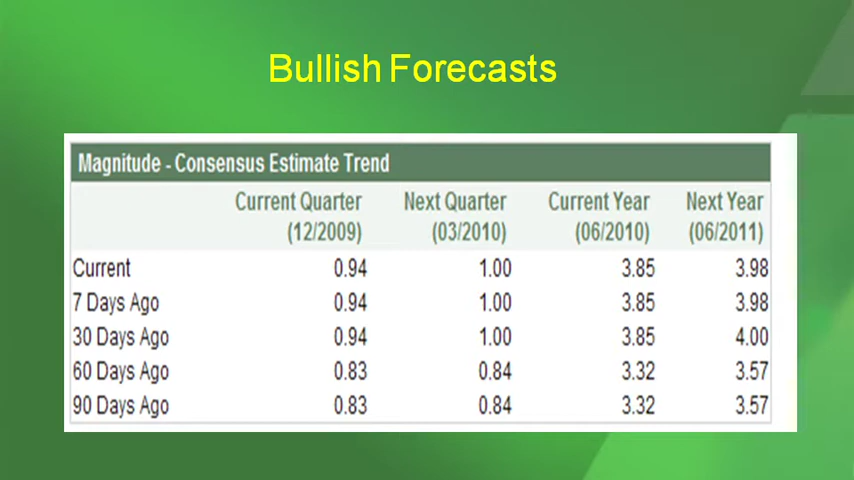 Bullish Forecasts
Magnitude - Consensus Estimate Trend
Current Quarter Next Quarter Current Year Next Year
(12/2009) (03/2010) (06/2010) (06/2011)
Current 0.94 1.00 3.85 3.98
7 Days Ago 0.94 1.00 3.85 3.98
30 Days Ago 0.94 1.00 3.85 4.00
60 Days Ago 0.83 0.84 3.32 3.57
90 Days Ago 0.83 0.84 3.32 3.57